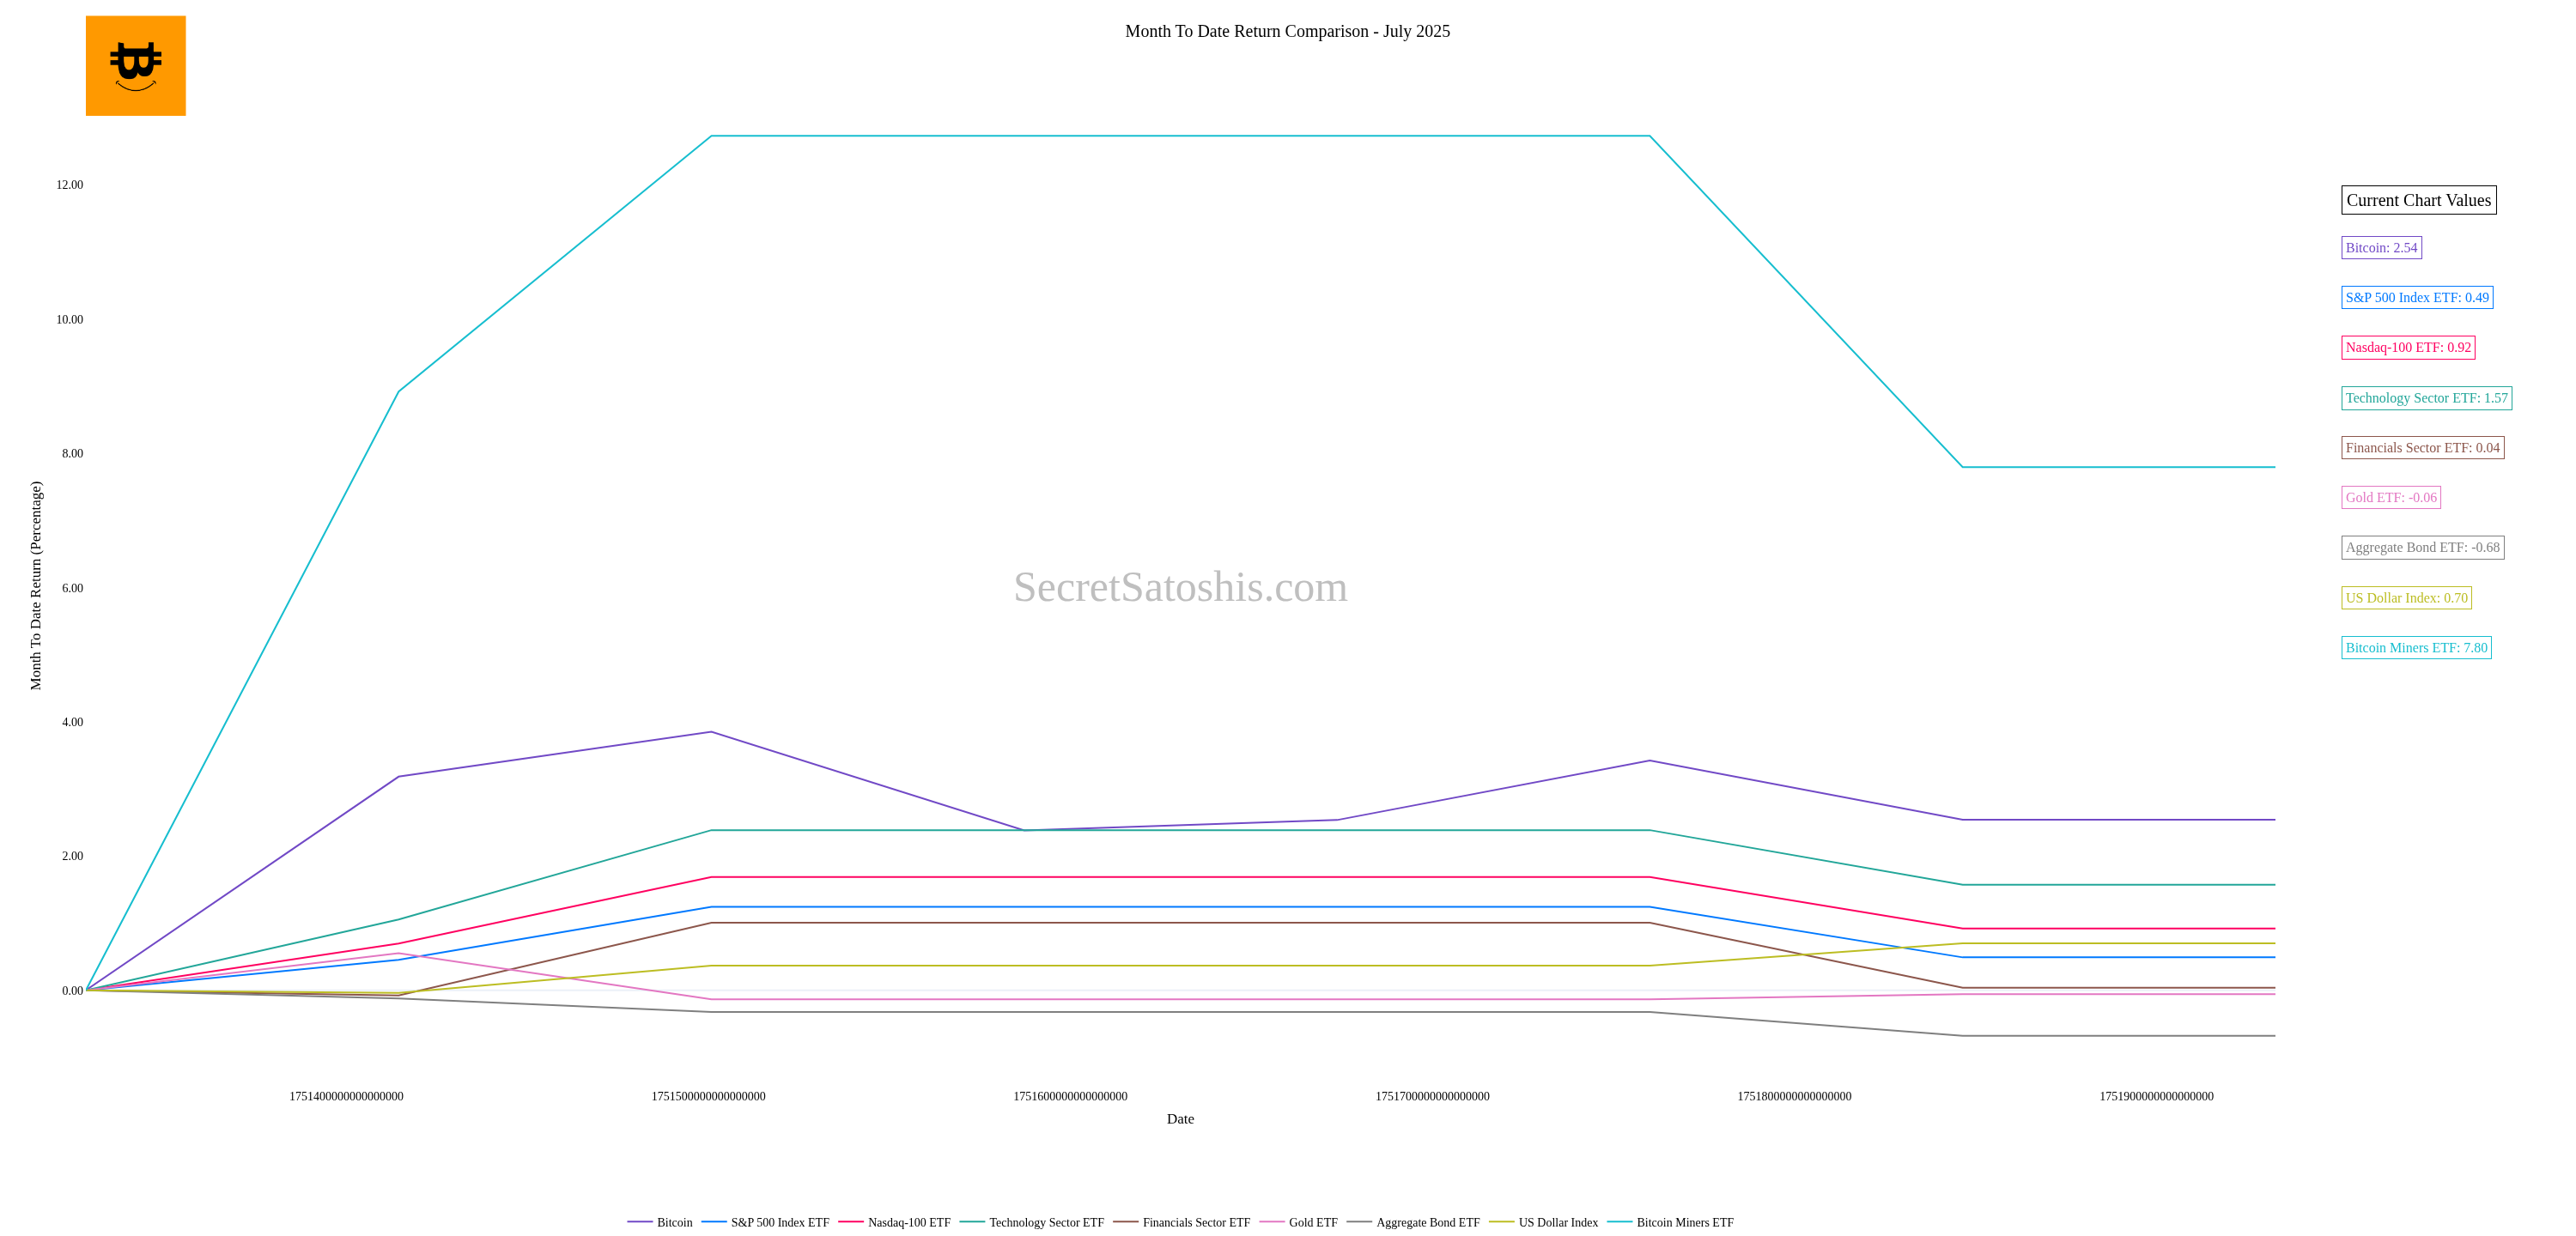 Month To Date Return Comparison - July 2025
12.00
10.00
8.00
6.00
4.00
2.00
0.00
Month To Date Return (Percentage)
SecretSatoshis.com
Current Chart Values
Bitcoin: 2.54
S&P 500 Index ETF: 0.49
Nasdaq-100 ETF: 0.92
Technology Sector ETF: 1.57
Financials Sector ETF: 0.04
Gold ETF: -0.06
Aggregate Bond ETF: -0.68
US Dollar Index: 0.70
Bitcoin Miners ETF: 7.80
1751400000000000000 1751500000000000000 1751600000000000000 1751700000000000000 1751800000000000000 1751900000000000000
Date
Bitcoin S&P 500 Index ETF Nasdaq-100 ETF Technology Sector ETF Financials Sector ETF Gold ETF Aggregate Bond ETF US Dollar Index Bitcoin Miners ETF